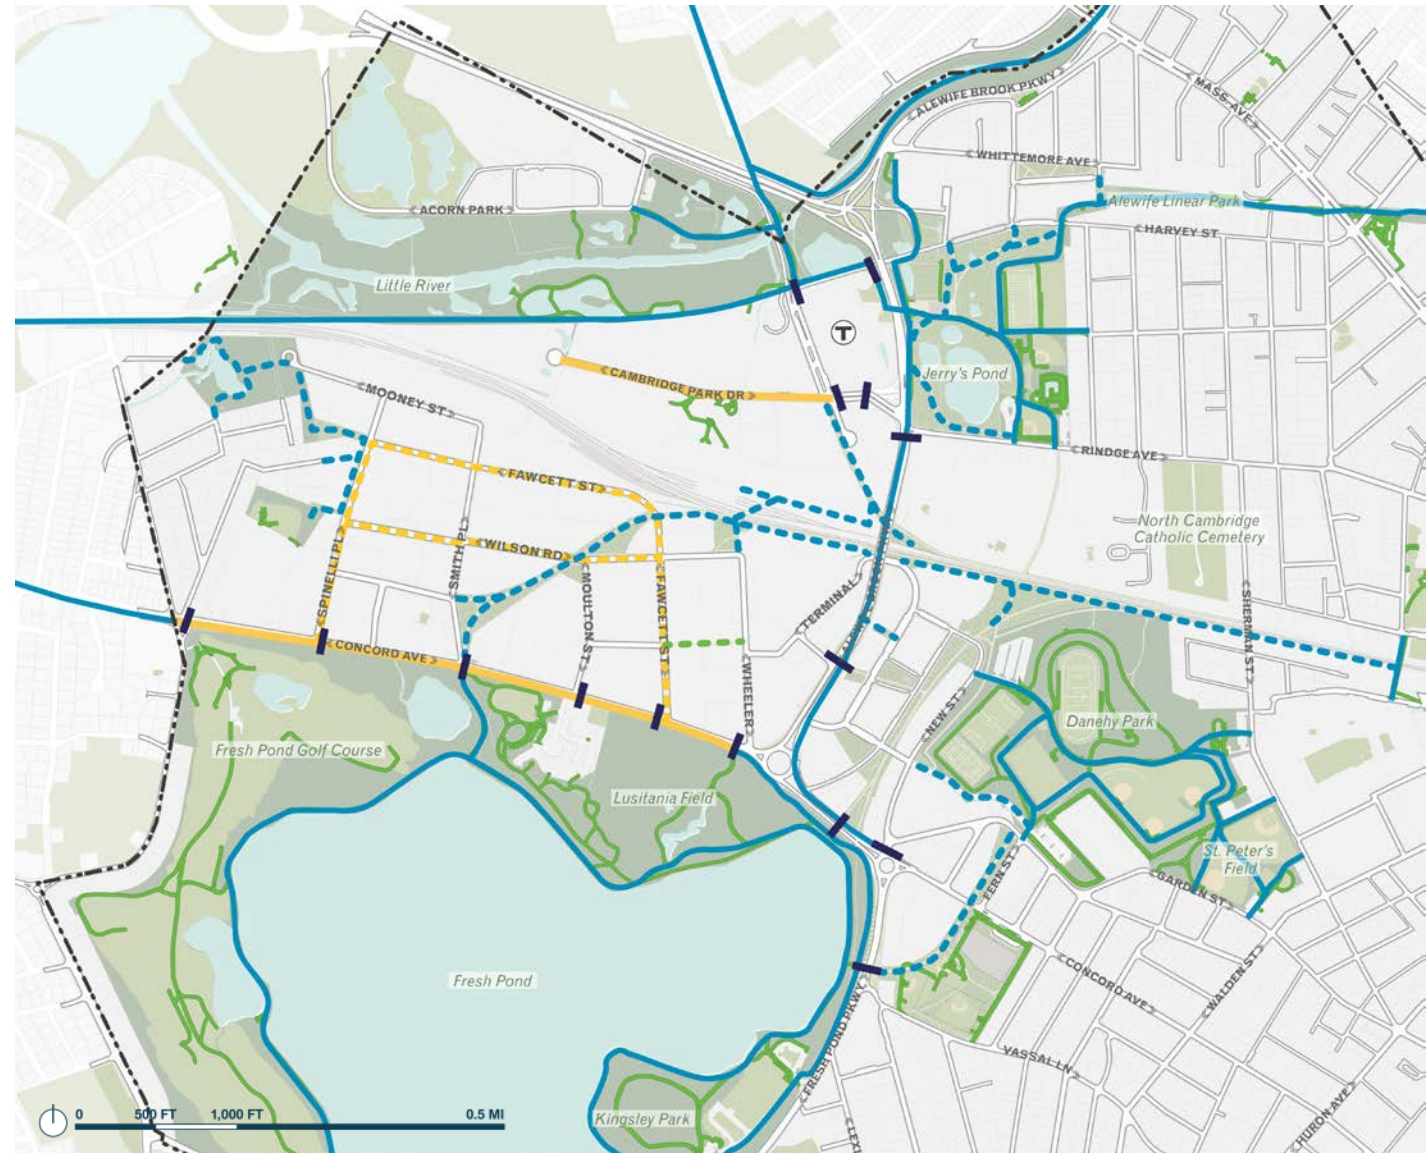 MASS. AVE
ALEWIFE BROOK PKWY
WHITTEMORE AVE
Alewife Linear Park
ACORN PARK
HARVEY ST
Little River
T
CAMBRIDGE PARK DR
Jerry's Pond
MOONEY ST
RINDGE AVE
FAWCETT ST
North Cambridge
Catholic Cemetery
WILSON RD
SMITH PL
SPINELLI PL
MOULTON ST
FAWCETT ST
TERMINAL
SHERMAN ST
CONCORD AVE
WHEELER
NEW ST
Danehy Park
Fresh Pond Golf Course
Lusitania Field
St. Peter's
Field
FERN ST
GARDEN ST
Fresh Pond
CONCORD AVE
WALDEN ST
FRESH POND PKWY
VASSAL LN
0 500 FT 1,000 FT 0.5 MI
Kingsley Park
HURON AVE